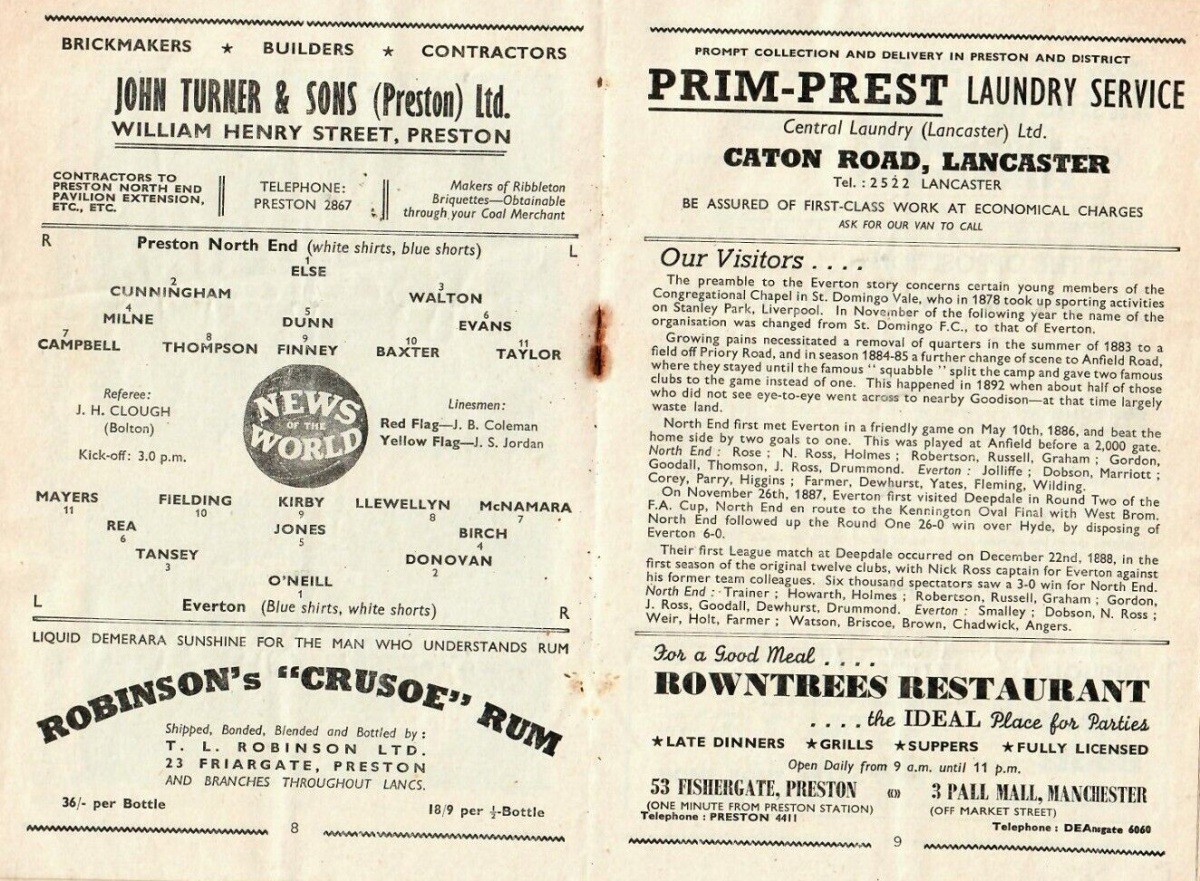 BRICKMAKERS ★ BUILDERS ★ CONTRACTORS
JOHN TURNER & SONS (Preston) Ltd.
WILLIAM HENRY STREET, PRESTON
CONTRACTORS TO
PRESTON NORTH END
PAVILION EXTENSION,
ETC., ETC.
TELEPHONE:
PRESTON 2867
Makers of Ribbleton
Briquettes—Obtainable
through your Coal Merchant
R Preston North End (white shirts, blue shorts) L
1
ELSE
2 3
CUNNINGHAM WALTON
4 5 6
MILNE DUNN EVANS
7 8 9 10 11
CAMPBELL THOMPSON FINNEY BAXTER TAYLOR
Referee:
J. H. CLOUGH
(Bolton)
Kick-off: 3.0 p.m.
NEWS
OF THE
WORLD
Linesmen:
Red Flag—J. B. Coleman
Yellow Flag—J. S. Jordan
MAYERS FIELDING KIRBY LLEWELLYN McNAMARA
11 10 9 8 7
REA JONES BIRCH
6 5 4
TANSEY DONOVAN
3 2
O'NEILL
1
L Everton (Blue shirts, white shorts) R
LIQUID DEMERARA SUNSHINE FOR THE MAN WHO UNDERSTANDS RUM
ROBINSON's "CRUSOE" RUM
Shipped, Bonded, Blended and Bottled by :
T. L. ROBINSON LTD.
23 FRIARGATE, PRESTON
AND BRANCHES THROUGHOUT LANCS.
36/- per Bottle 18/9 per ½-Bottle
8
PROMPT COLLECTION AND DELIVERY IN PRESTON AND DISTRICT
PRIM-PREST LAUNDRY SERVICE
Central Laundry (Lancaster) Ltd.
CATON ROAD, LANCASTER
Tel. : 2522 LANCASTER
BE ASSURED OF FIRST-CLASS WORK AT ECONOMICAL CHARGES
ASK FOR OUR VAN TO CALL
Our Visitors . . . .
The preamble to the Everton story concerns certain young members of the
Congregational Chapel in St. Domingo Vale, who in 1878 took up sporting activities
on Stanley Park, Liverpool. In November of the following year the name of the
organisation was changed from St. Domingo F.C., to that of Everton.
Growing pains necessitated a removal of quarters in the summer of 1883 to a
field off Priory Road, and in season 1884-85 a further change of scene to Anfield Road,
where they stayed until the famous " squabble " split the camp and gave two famous
clubs to the game instead of one. This happened in 1892 when about half of those
who did not see eye-to-eye went across to nearby Goodison—at that time largely
waste land.
North End first met Everton in a friendly game on May 10th, 1886, and beat the
home side by two goals to one. This was played at Anfield before a 2,000 gate.
North End : Rose ; N. Ross, Holmes ; Robertson, Russell, Graham ; Gordon,
Goodall, Thomson, J. Ross, Drummond. Everton : Jolliffe ; Dobson, Marriott ;
Corey, Parry, Higgins ; Farmer, Dewhurst, Yates, Fleming, Wilding.
On November 26th, 1887, Everton first visited Deepdale in Round Two of the
F.A. Cup, North End en route to the Kennington Oval Final with West Brom.
North End followed up the Round One 26-0 win over Hyde, by disposing of
Everton 6-0.
Their first League match at Deepdale occurred on December 22nd, 1888, in the
first season of the original twelve clubs, with Nick Ross captain for Everton against
his former team colleagues. Six thousand spectators saw a 3-0 win for North End.
North End : Trainer ; Howarth, Holmes ; Robertson, Russell, Graham ; Gordon,
J. Ross, Goodall, Dewhurst, Drummond. Everton : Smalley ; Dobson, N. Ross ;
Weir, Holt, Farmer ; Watson, Briscoe, Brown, Chadwick, Angers.
For a Good Meal . . . .
ROWNTREES RESTAURANT
. . . . the IDEAL Place for Parties
★LATE DINNERS ★GRILLS ★SUPPERS ★FULLY LICENSED
Open Daily from 9 a.m. until 11 p.m.
53 FISHERGATE, PRESTON
(ONE MINUTE FROM PRESTON STATION)
Telephone : PRESTON 4411
3 PALL MALL, MANCHESTER
(OFF MARKET STREET)
Telephone : DEAnsgate 6060
9